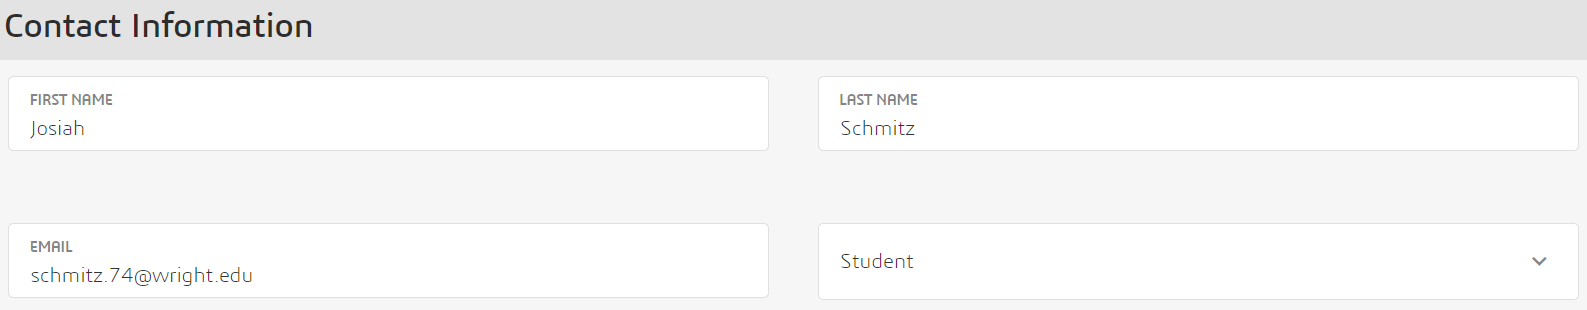 Contact Information
FIRST NAME
Josiah
LAST NAME
Schmitz
EMAIL
schmitz.74@wright.edu
Student